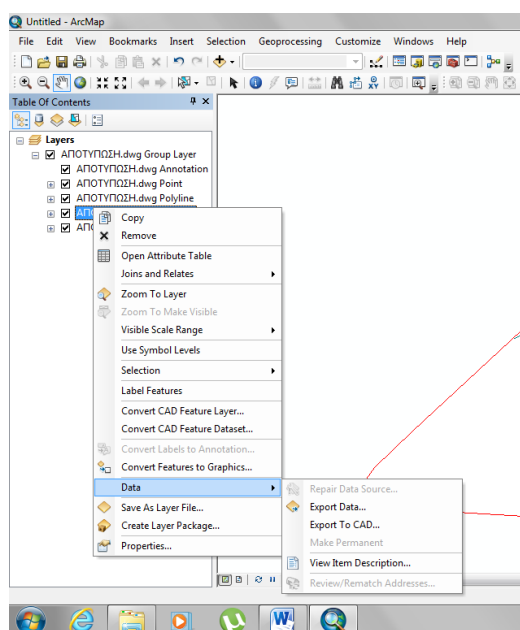 Untitled - ArcMap
File Edit View Bookmarks Insert Selection Geoprocessing Customize Windows Help
Table Of Contents
Layers
ΑΠΟΤΥΠΩΣΗ.dwg Group Layer
ΑΠΟΤΥΠΩΣΗ.dwg Annotation
ΑΠΟΤΥΠΩΣΗ.dwg Point
ΑΠΟΤΥΠΩΣΗ.dwg Polyline
Copy
Remove
Open Attribute Table
Joins and Relates
Zoom To Layer
Zoom To Make Visible
Visible Scale Range
Use Symbol Levels
Selection
Label Features
Convert CAD Feature Layer...
Convert CAD Feature Dataset...
Convert Labels to Annotation...
Convert Features to Graphics...
Data
Save As Layer File...
Create Layer Package...
Properties...
Repair Data Source...
Export Data...
Export To CAD...
Make Permanent
View Item Description...
Review/Rematch Addresses...